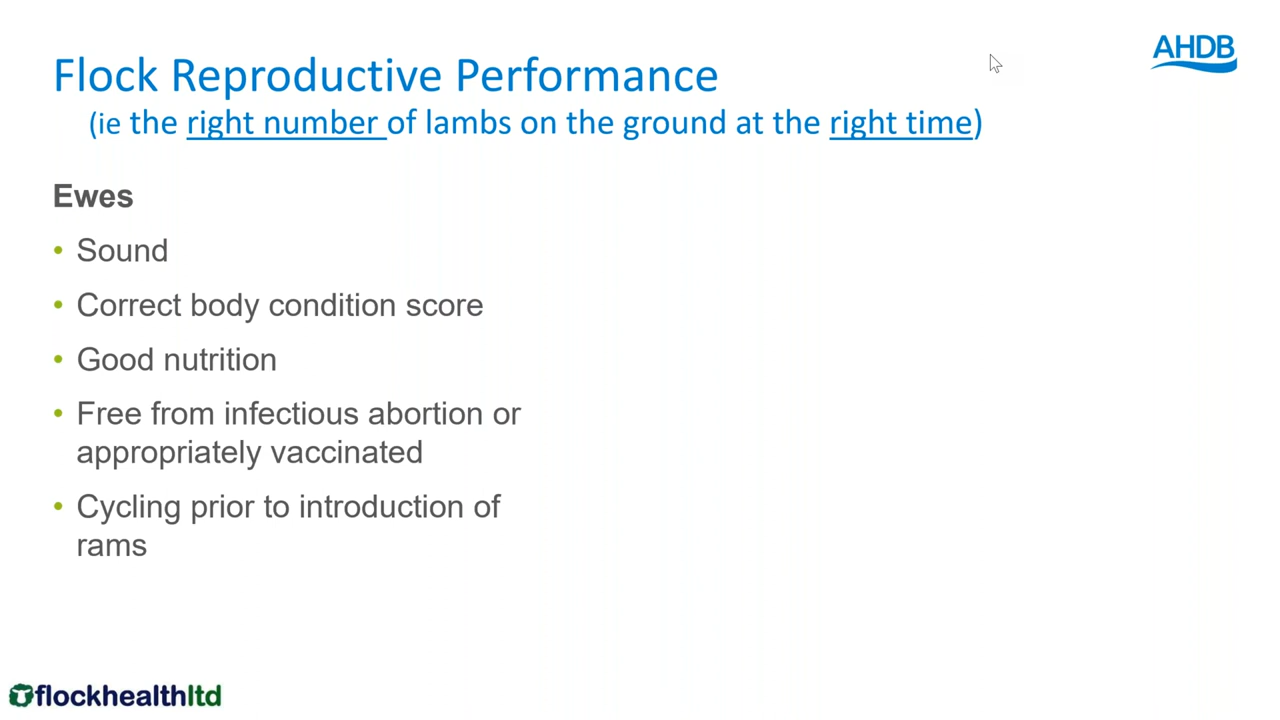 AHDB
Flock Reproductive Performance
(ie the right number of lambs on the ground at the right time)
Ewes
• Sound
• Correct body condition score
• Good nutrition
• Free from infectious abortion or
appropriately vaccinated
• Cycling prior to introduction of
rams
flockhealthltd